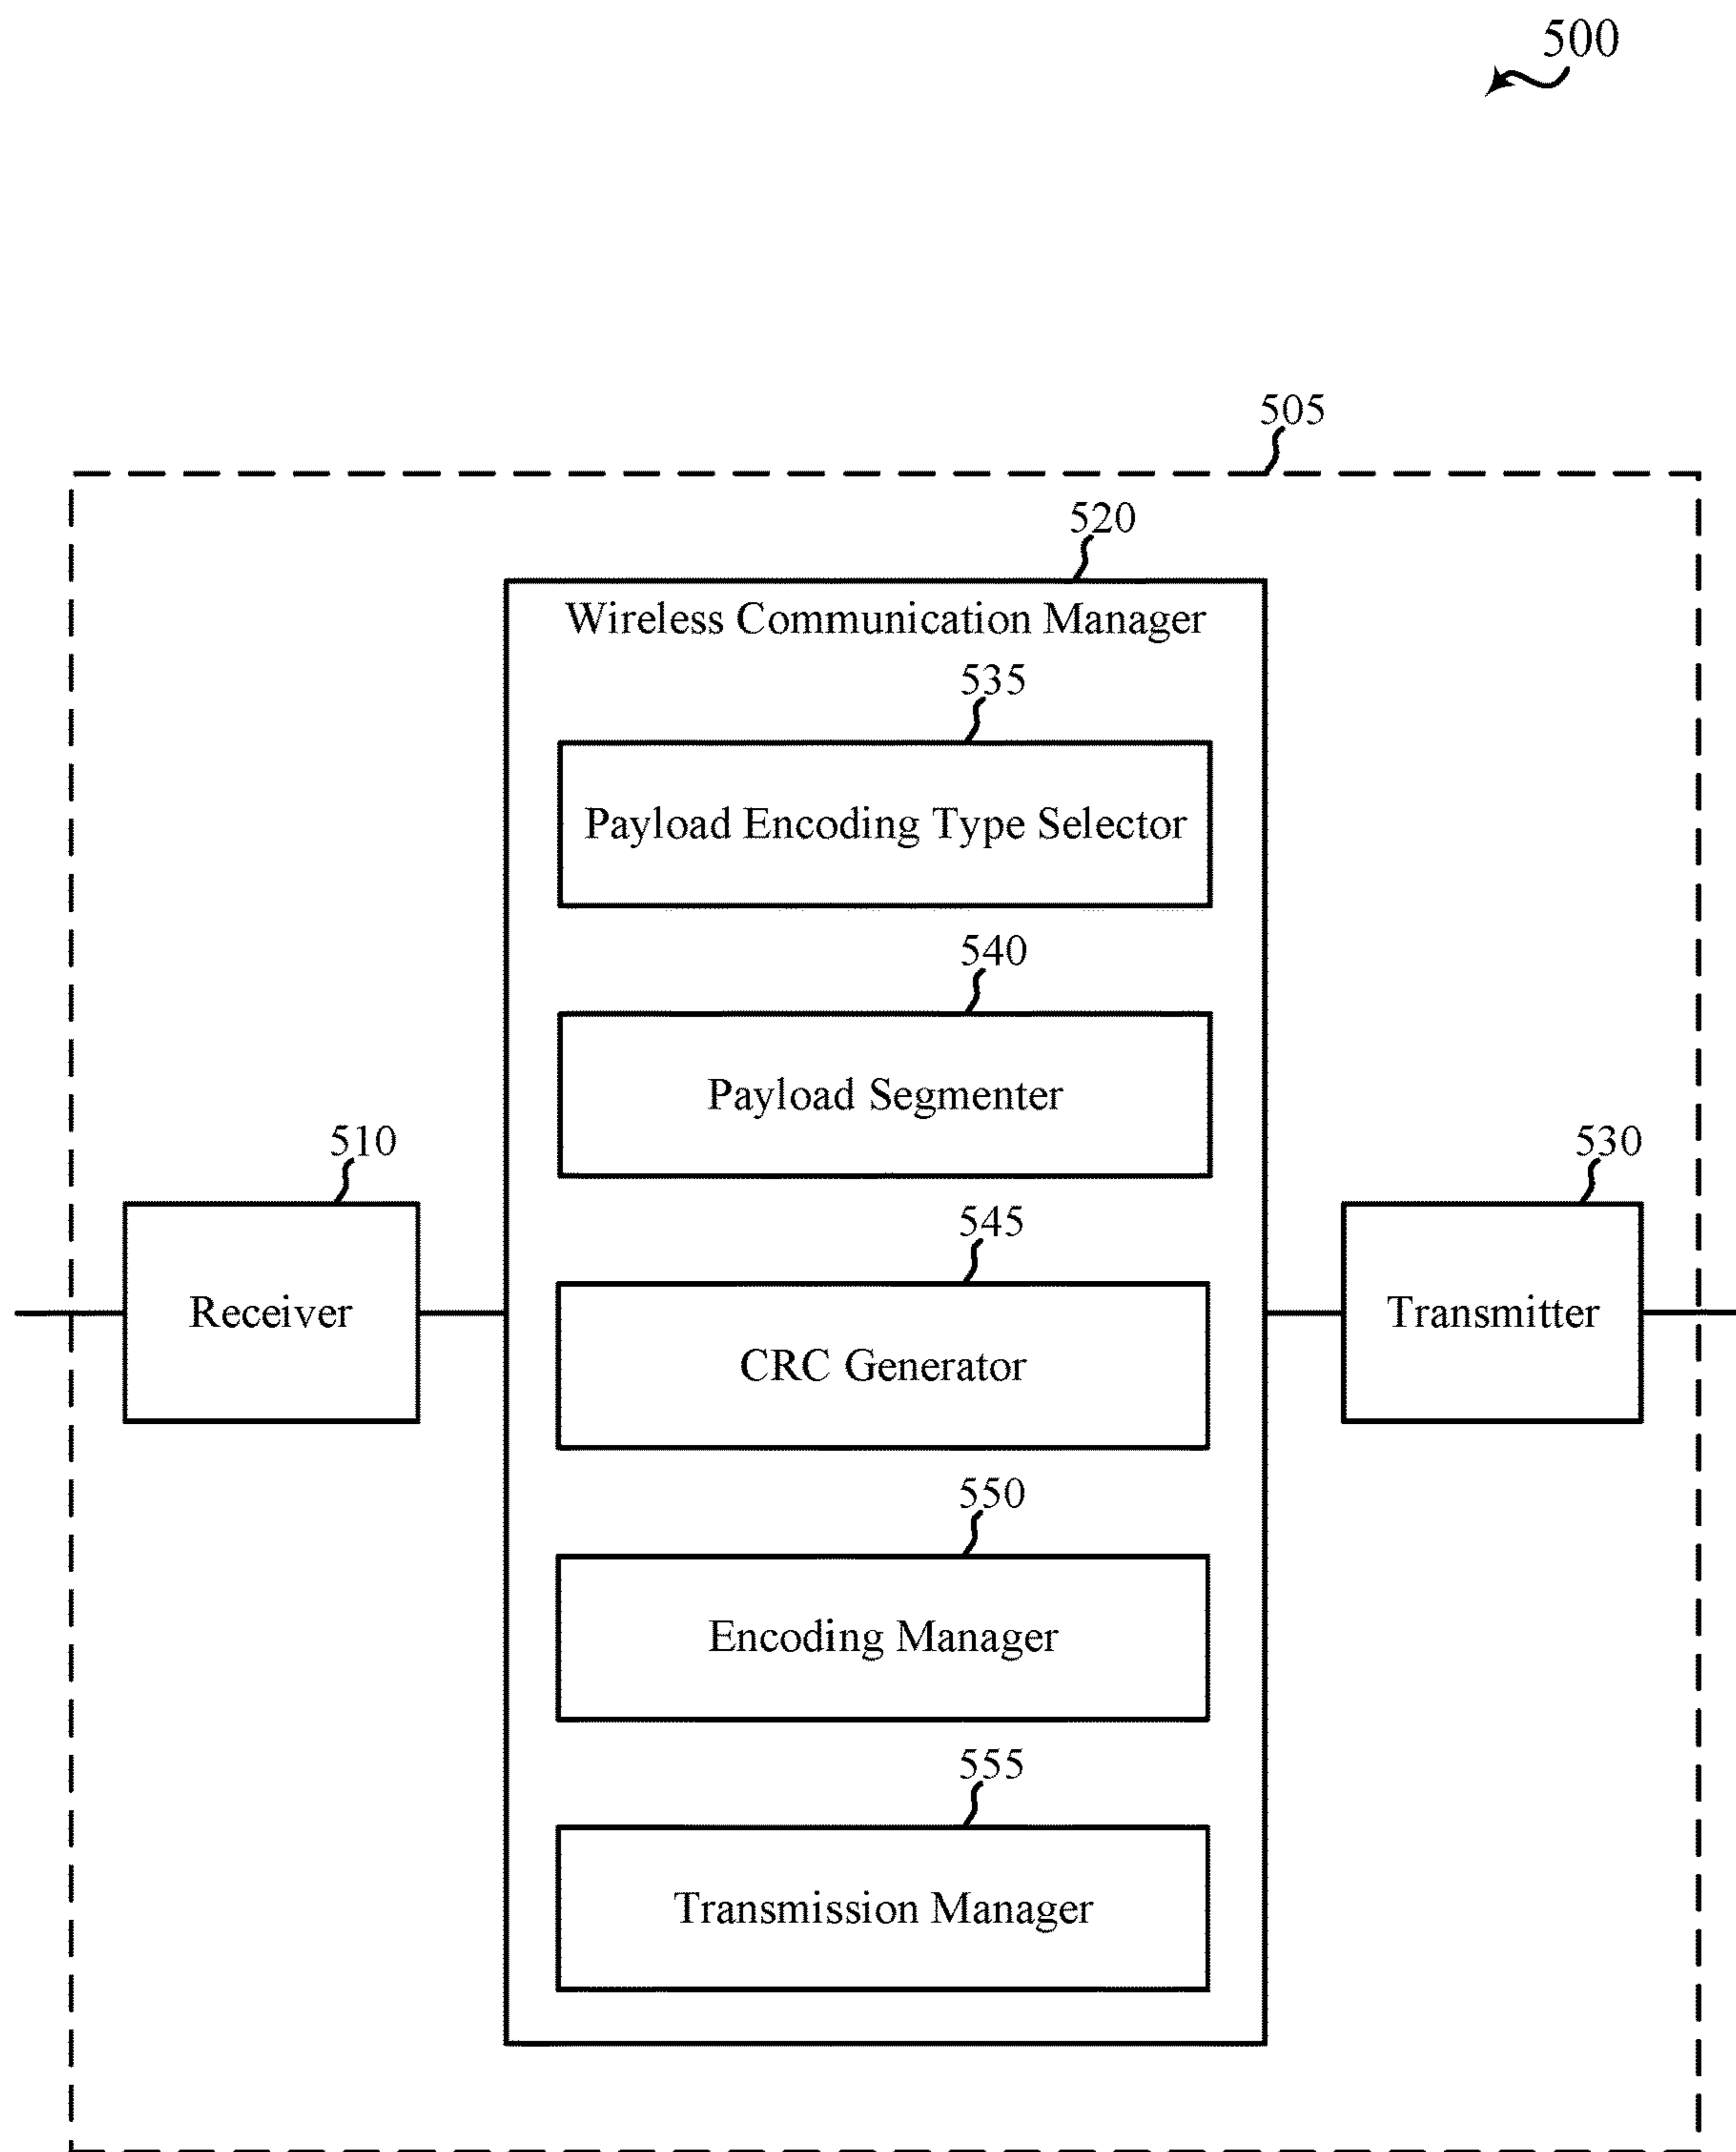 500
505
520
Wireless Communication Manager
535
Payload Encoding Type Selector
540
Payload Segmenter
510
530
545
Receiver
Transmitter
CRC Generator
550
Encoding Manager
555
Transmission Manager